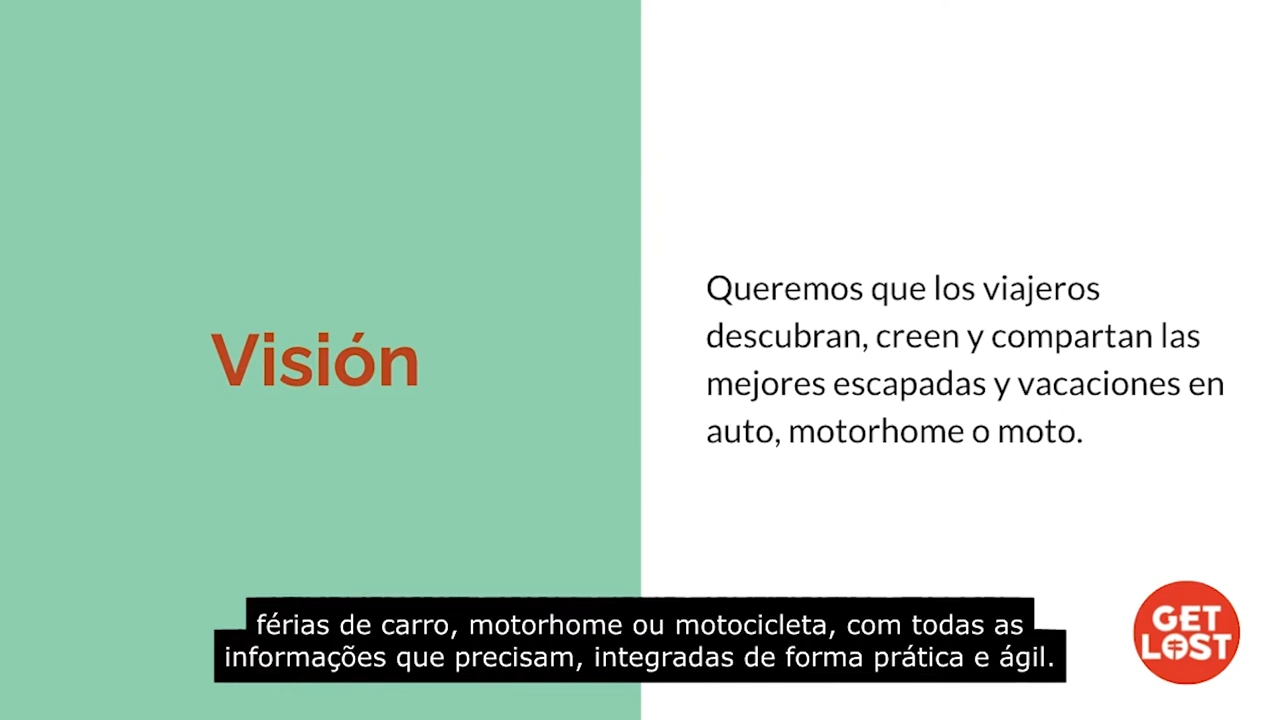 Visión
Queremos que los viajeros
descubran, creen y compartan las
mejores escapadas y vacaciones en
auto, motorhome o moto.
férias de carro, motorhome ou motocicleta, com todas as
informações que precisam, integradas de forma prática e ágil.
GET
LOST